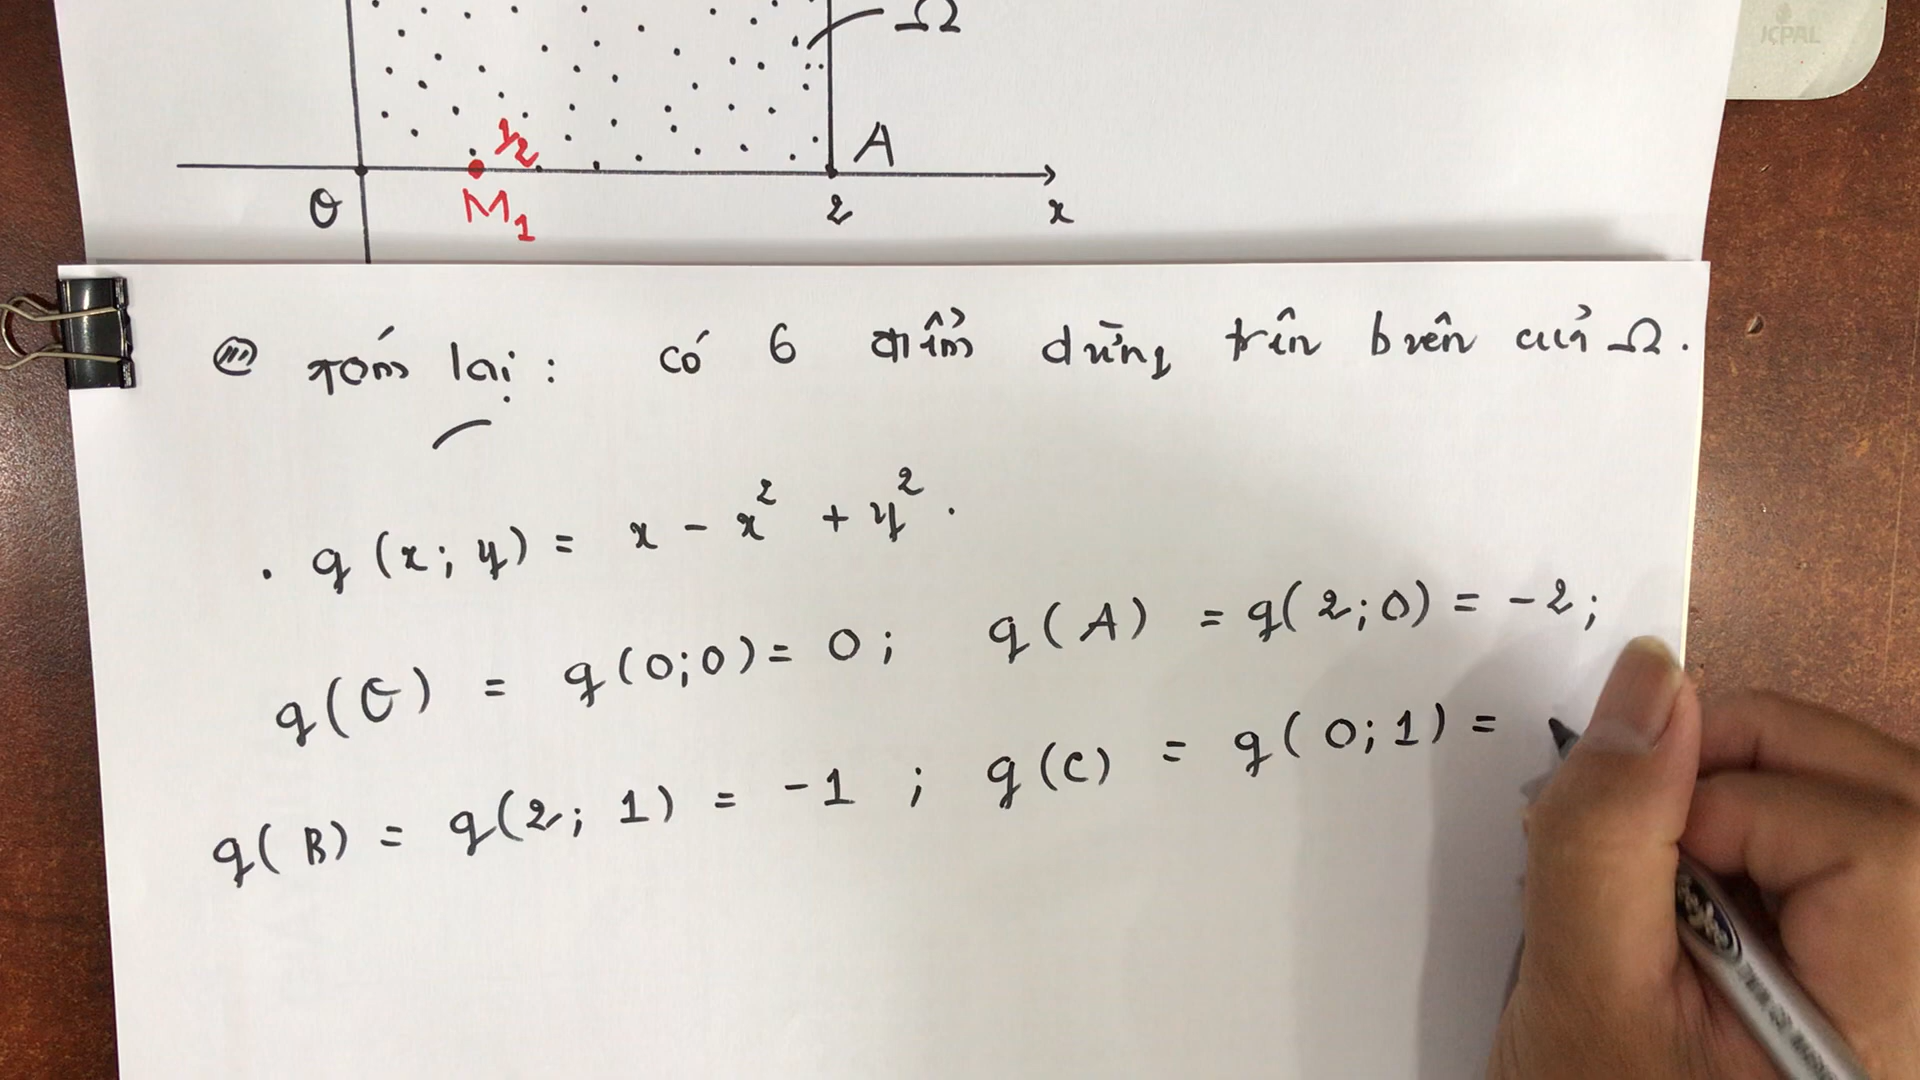 JCPAL
Ω
1/2
A
O
M₁
2
x
Tóm lại : có 6 điểm dừng trên biên của Ω.
. g (x; y) = x - x² + y² .
g(O) = g(0;0) = 0 ; g(A) = g(2;0) = -2 ;
g(B) = g(2; 1) = -1 ; g(C) = g(0;1) =